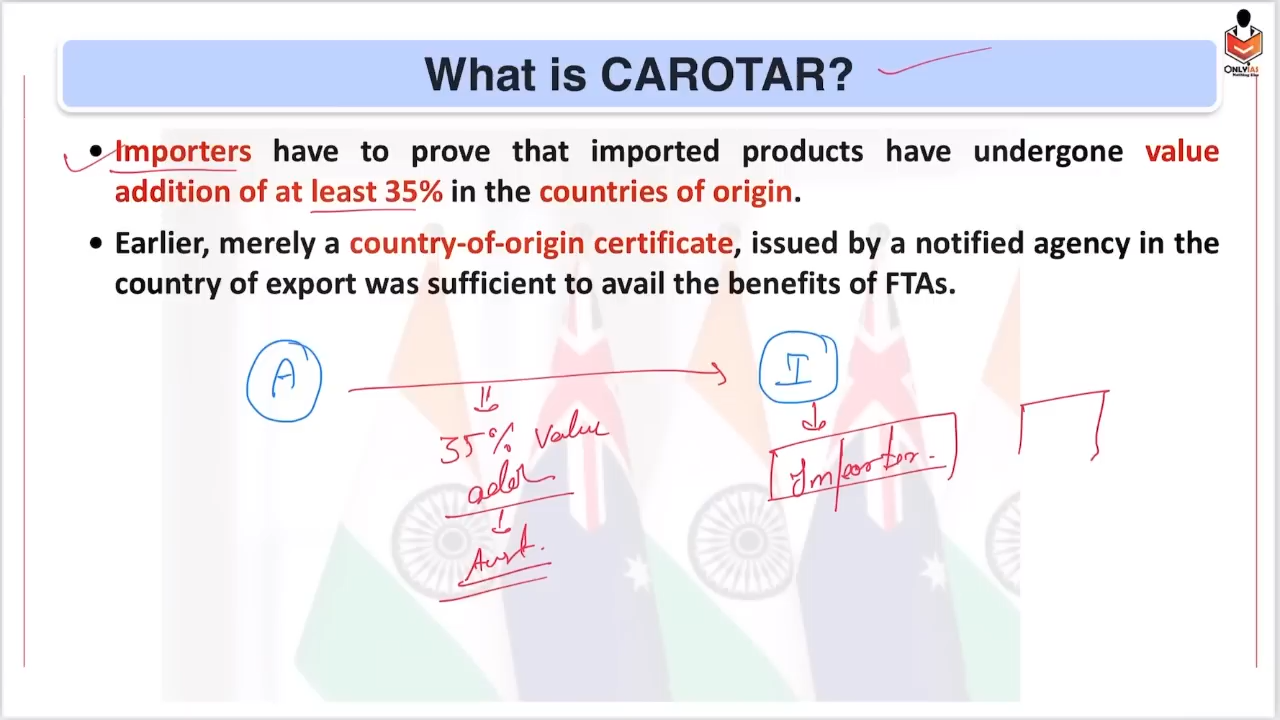 What is CAROTAR?
ONLYIAS
Nothing Else
• Importers have to prove that imported products have undergone value
addition of at least 35% in the countries of origin.
• Earlier, merely a country-of-origin certificate, issued by a notified agency in the
country of export was sufficient to avail the benefits of FTAs.
A
I
35% Value
Importer.
Aust.